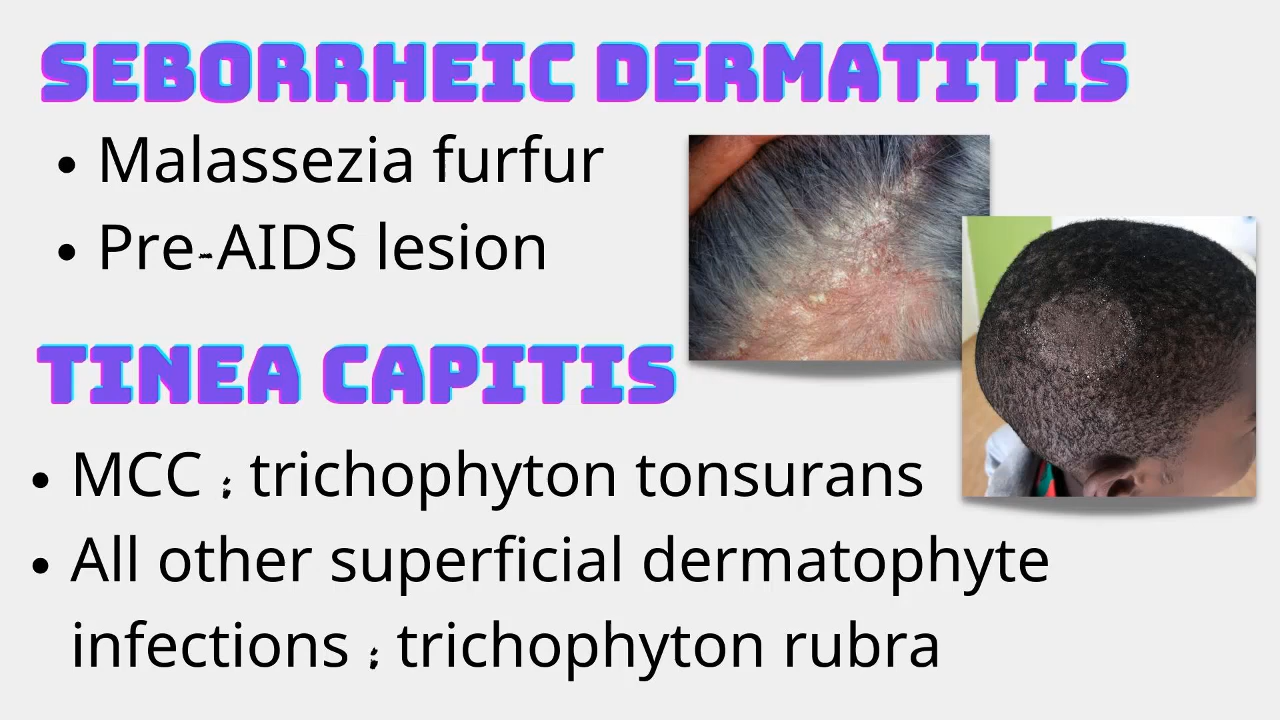 SEBORRHEIC DERMATITIS
• Malassezia furfur
• Pre-AIDS lesion
TINEA CAPITIS
• MCC ; trichophyton tonsurans
• All other superficial dermatophyte
infections ; trichophyton rubra